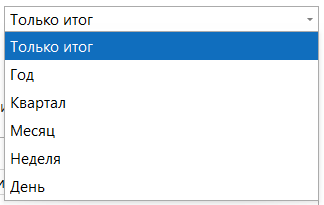 Только итог
Только итог
Год
Квартал
Месяц
Неделя
День